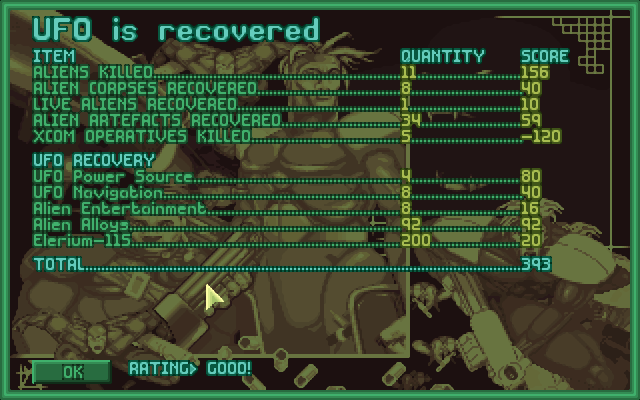 UFO is recovered
ITEM QUANTITY SCORE
ALIENS KILLED 11 156
ALIEN CORPSES RECOVERED 8 40
LIVE ALIENS RECOVERED 1 10
ALIEN ARTEFACTS RECOVERED 34 59
XCOM OPERATIVES KILLED 5 -120
UFO RECOVERY
UFO Power Source 4 80
UFO Navigation 8 40
Alien Entertainment 8 16
Alien Alloys 92 92
Elerium-115 200 20
TOTAL 393
OK RATING> GOOD!